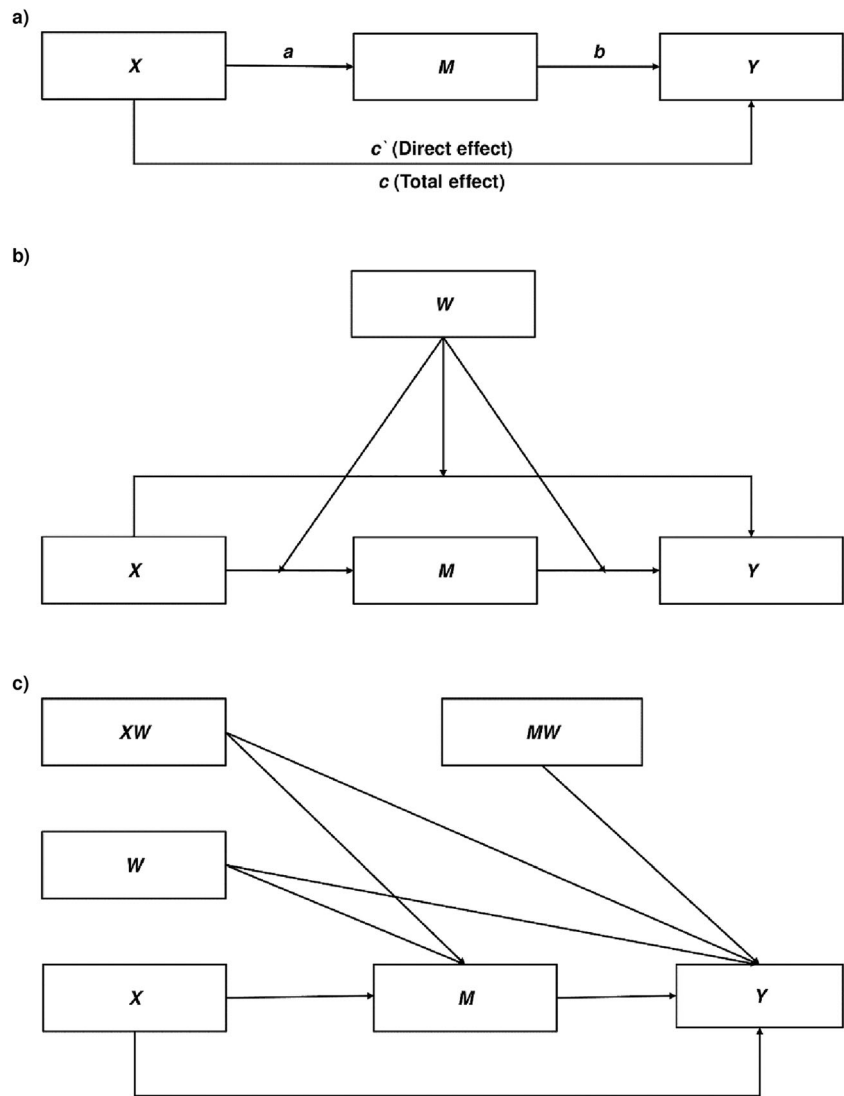 a)
X a M b Y
c` (Direct effect)
c (Total effect)
b)
W
X M Y
c)
XW MW
W
X M Y